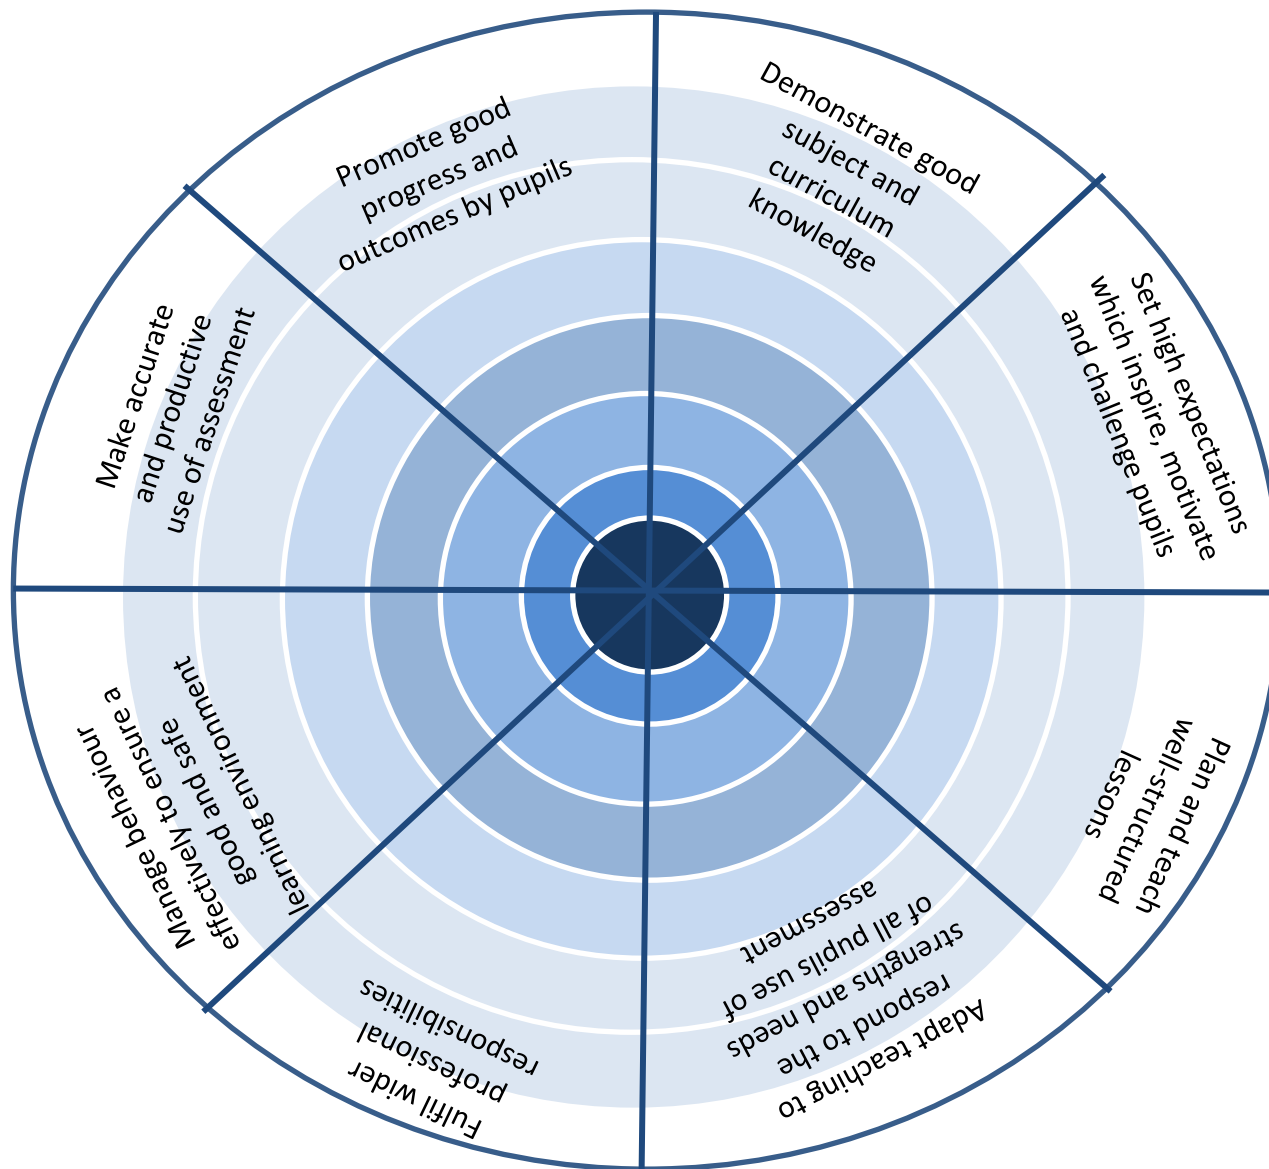 Demonstrate good
subject and
curriculum
knowledge
Set high expectations
which inspire, motivate
and challenge pupils
Plan and teach
well-structured
lessons
Adapt teaching to
respond to the
strengths and needs
of all pupils use of
assessment
Fulfil wider
professional
responsibilities
Manage behaviour
effectively to ensure a
good and safe
learning environment
Make accurate
and productive
use of assessment
Promote good
progress and
outcomes by pupils